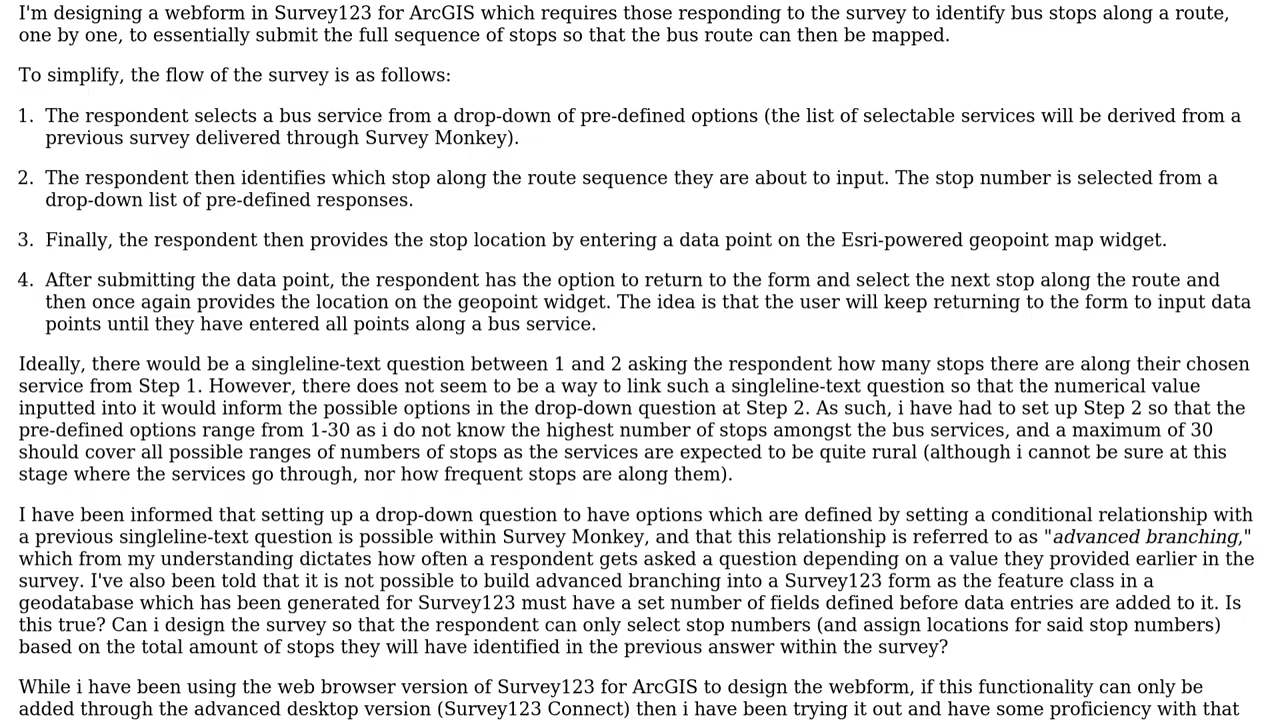 I'm designing a webform in Survey123 for ArcGIS which requires those responding to the survey to identify bus stops along a route,
one by one, to essentially submit the full sequence of stops so that the bus route can then be mapped.
To simplify, the flow of the survey is as follows:
1. The respondent selects a bus service from a drop-down of pre-defined options (the list of selectable services will be derived from a
previous survey delivered through Survey Monkey).
2. The respondent then identifies which stop along the route sequence they are about to input. The stop number is selected from a
drop-down list of pre-defined responses.
3. Finally, the respondent then provides the stop location by entering a data point on the Esri-powered geopoint map widget.
4. After submitting the data point, the respondent has the option to return to the form and select the next stop along the route and
then once again provides the location on the geopoint widget. The idea is that the user will keep returning to the form to input data
points until they have entered all points along a bus service.
Ideally, there would be a singleline-text question between 1 and 2 asking the respondent how many stops there are along their chosen
service from Step 1. However, there does not seem to be a way to link such a singleline-text question so that the numerical value
inputted into it would inform the possible options in the drop-down question at Step 2. As such, i have had to set up Step 2 so that the
pre-defined options range from 1-30 as i do not know the highest number of stops amongst the bus services, and a maximum of 30
should cover all possible ranges of numbers of stops as the services are expected to be quite rural (although i cannot be sure at this
stage where the services go through, nor how frequent stops are along them).
I have been informed that setting up a drop-down question to have options which are defined by setting a conditional relationship with
a previous singleline-text question is possible within Survey Monkey, and that this relationship is referred to as "advanced branching,"
which from my understanding dictates how often a respondent gets asked a question depending on a value they provided earlier in the
survey. I've also been told that it is not possible to build advanced branching into a Survey123 form as the feature class in a
geodatabase which has been generated for Survey123 must have a set number of fields defined before data entries are added to it. Is
this true? Can i design the survey so that the respondent can only select stop numbers (and assign locations for said stop numbers)
based on the total amount of stops they will have identified in the previous answer within the survey?
While i have been using the web browser version of Survey123 for ArcGIS to design the webform, if this functionality can only be
added through the advanced desktop version (Survey123 Connect) then i have been trying it out and have some proficiency with that